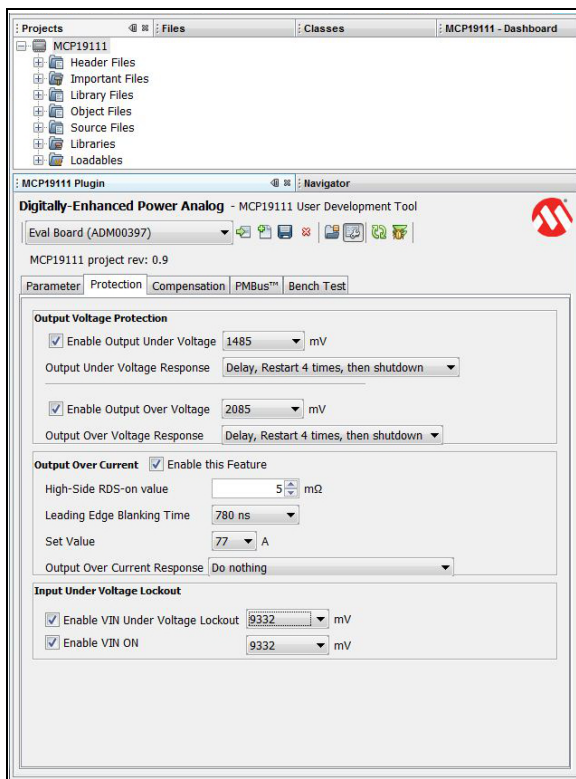 Projects Files Classes MCP19111 - Dashboard
MCP19111
Header Files
Important Files
Library Files
Object Files
Source Files
Libraries
Loadables
MCP19111 Plugin Navigator
Digitally-Enhanced Power Analog - MCP19111 User Development Tool
Eval Board (ADM00397)
MCP19111 project rev: 0.9
Parameter Protection Compensation PMBus™ Bench Test
Output Voltage Protection
Enable Output Under Voltage 1485 mV
Output Under Voltage Response Delay, Restart 4 times, then shutdown
Enable Output Over Voltage 2085 mV
Output Over Voltage Response Delay, Restart 4 times, then shutdown
Output Over Current Enable this Feature
High-Side RDS-on value 5 mΩ
Leading Edge Blanking Time 780 ns
Set Value 77 A
Output Over Current Response Do nothing
Input Under Voltage Lockout
Enable VIN Under Voltage Lockout 9332 mV
Enable VIN ON 9332 mV